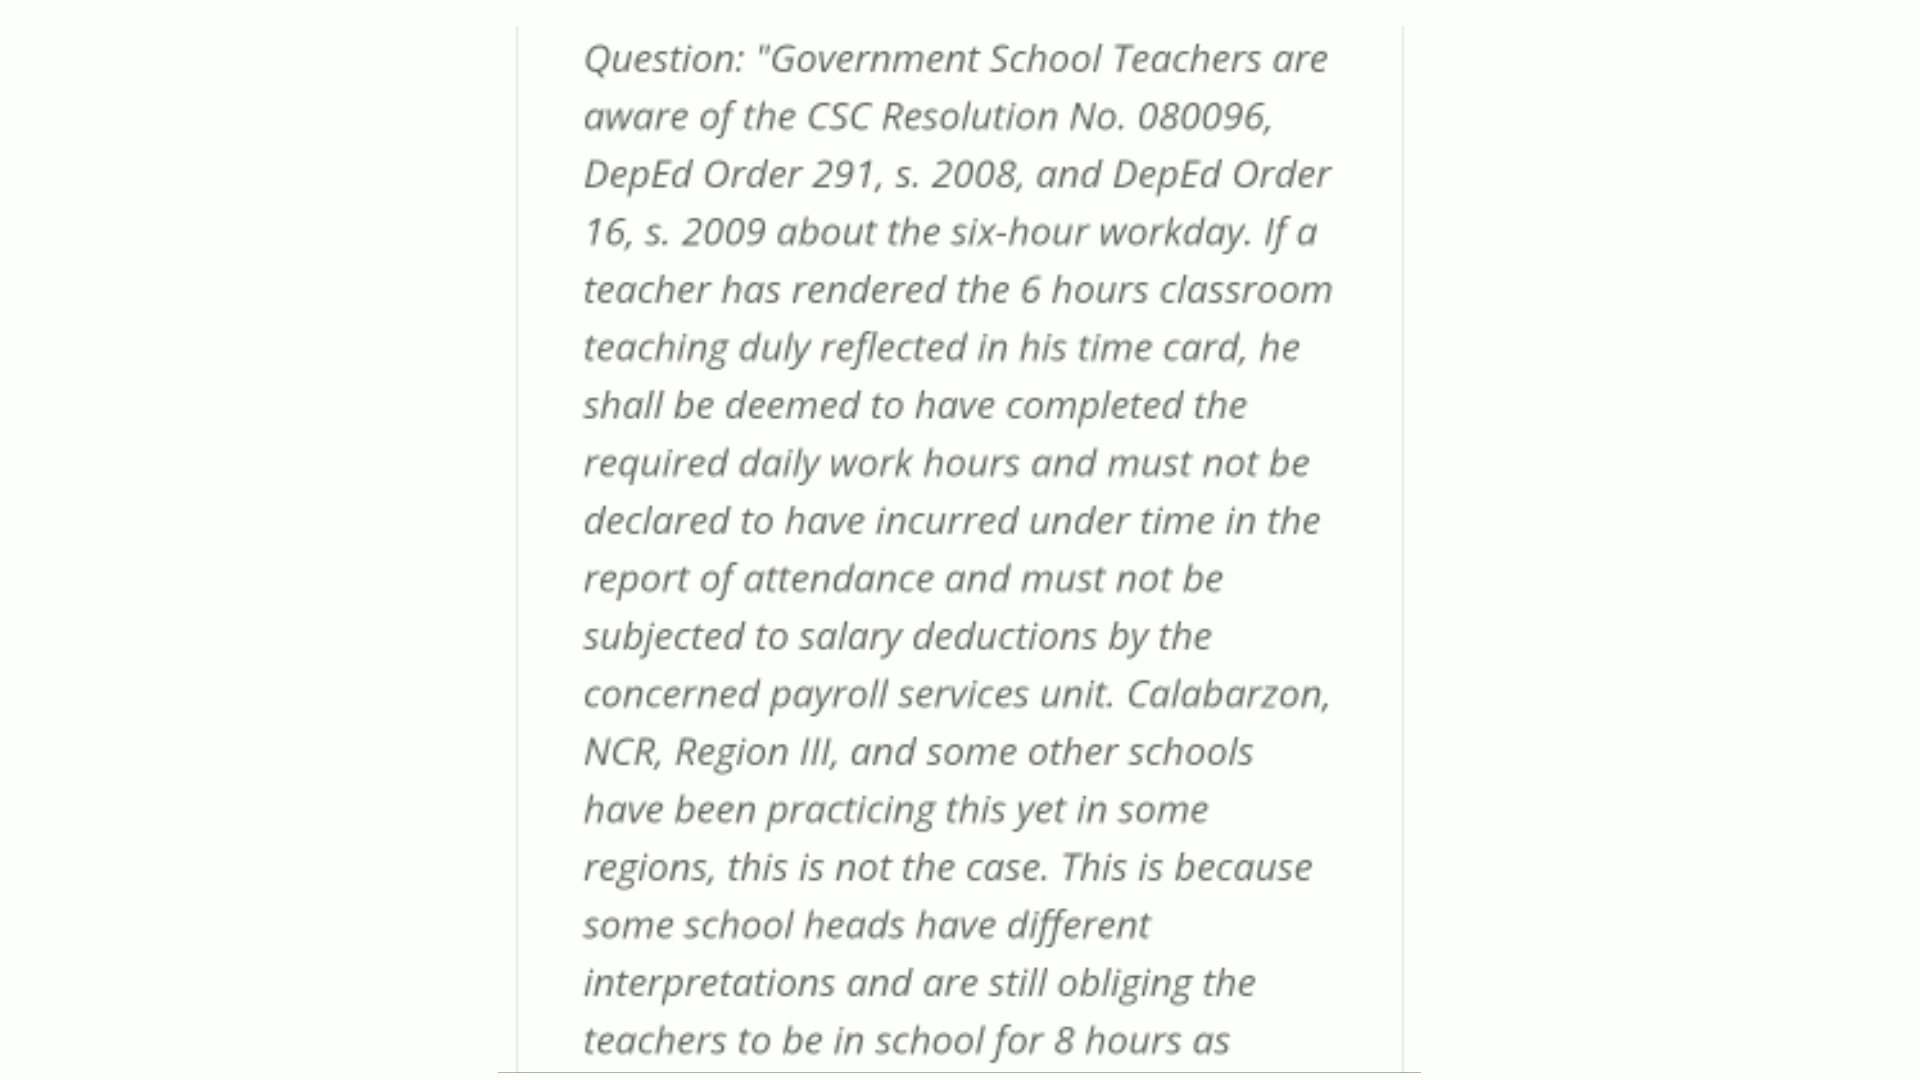 Question: "Government School Teachers are
aware of the CSC Resolution No. 080096,
DepEd Order 291, s. 2008, and DepEd Order
16, s. 2009 about the six-hour workday. If a
teacher has rendered the 6 hours classroom
teaching duly reflected in his time card, he
shall be deemed to have completed the
required daily work hours and must not be
declared to have incurred under time in the
report of attendance and must not be
subjected to salary deductions by the
concerned payroll services unit. Calabarzon,
NCR, Region III, and some other schools
have been practicing this yet in some
regions, this is not the case. This is because
some school heads have different
interpretations and are still obliging the
teachers to be in school for 8 hours as